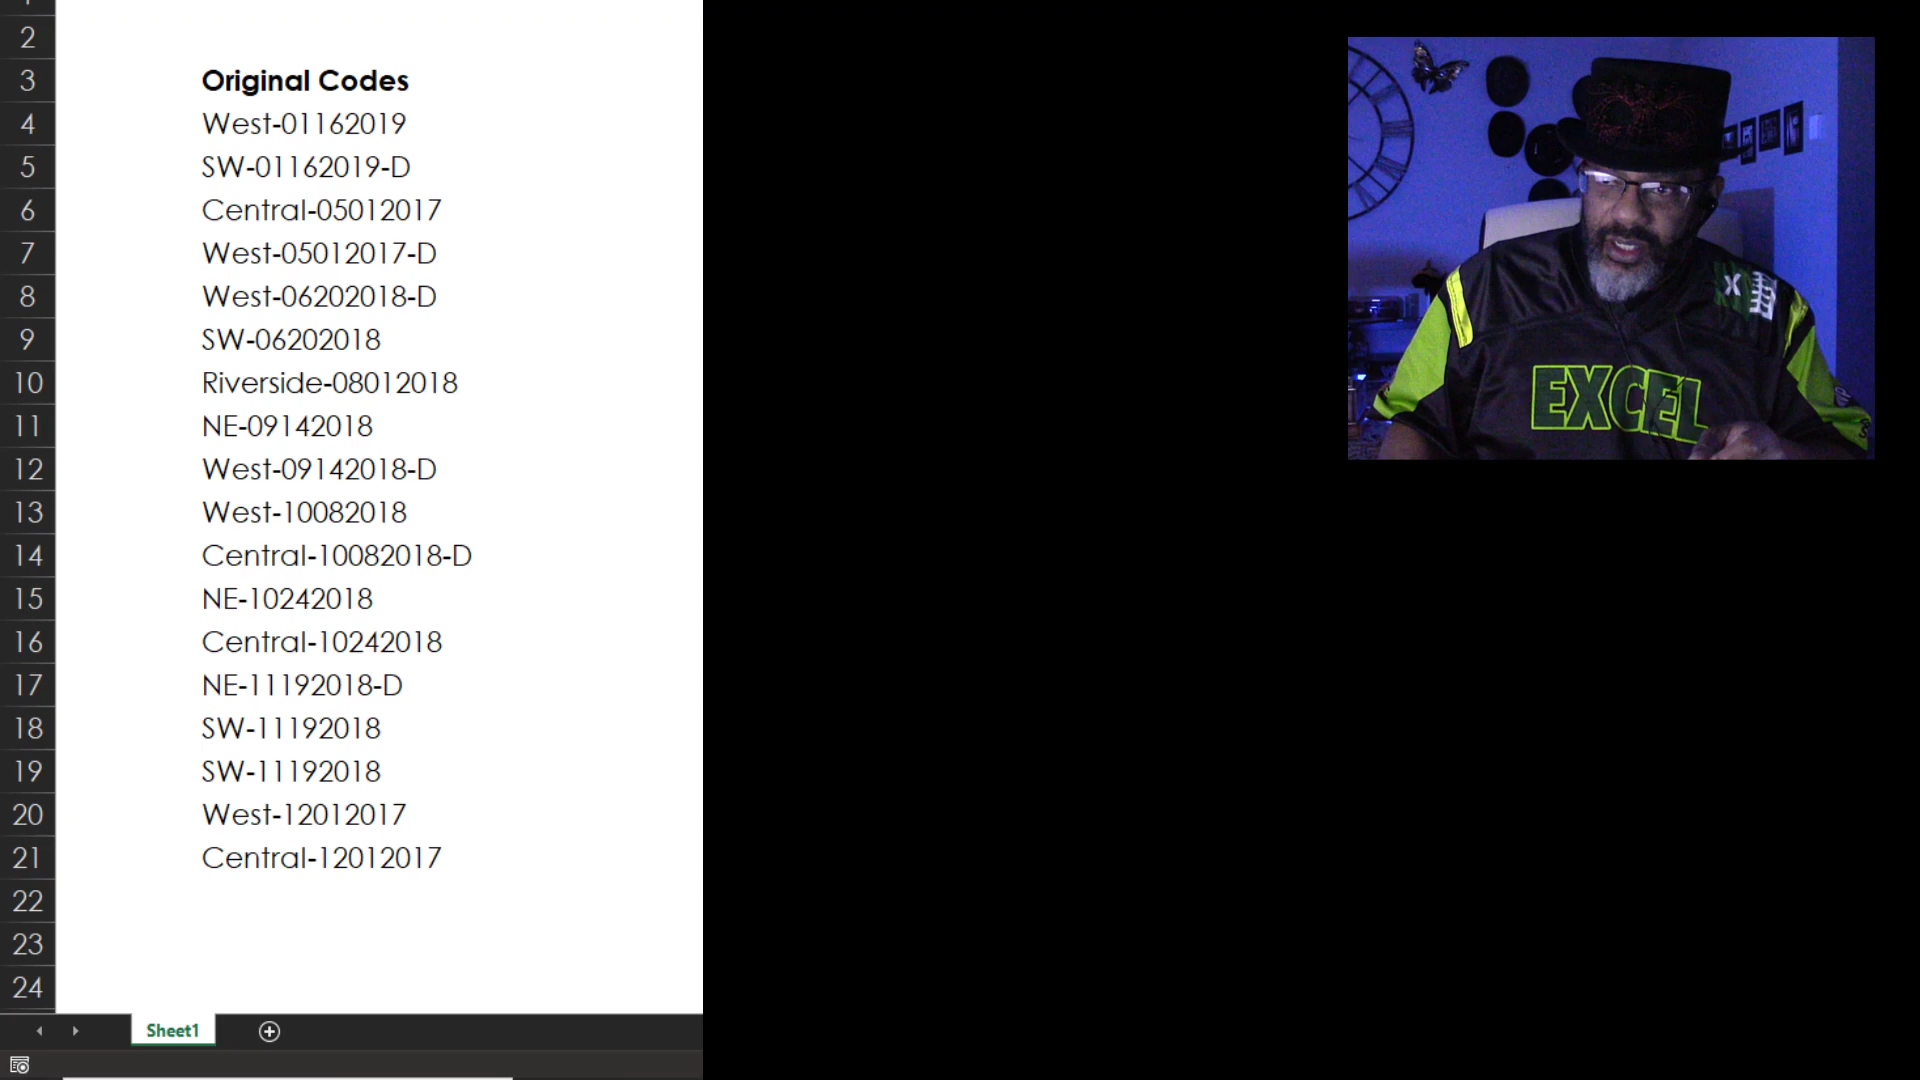 2
3
Original Codes
4
West-01162019
5
SW-01162019-D
6
Central-05012017
7
West-05012017-D
8
West-06202018-D
9
SW-06202018
10
Riverside-08012018
11
NE-09142018
12
West-09142018-D
13
West-10082018
14
Central-10082018-D
15
NE-10242018
16
Central-10242018
17
NE-11192018-D
18
SW-11192018
19
SW-11192018
20
West-12012017
21
Central-12012017
22
23
24
Sheet1
X
EXCEL